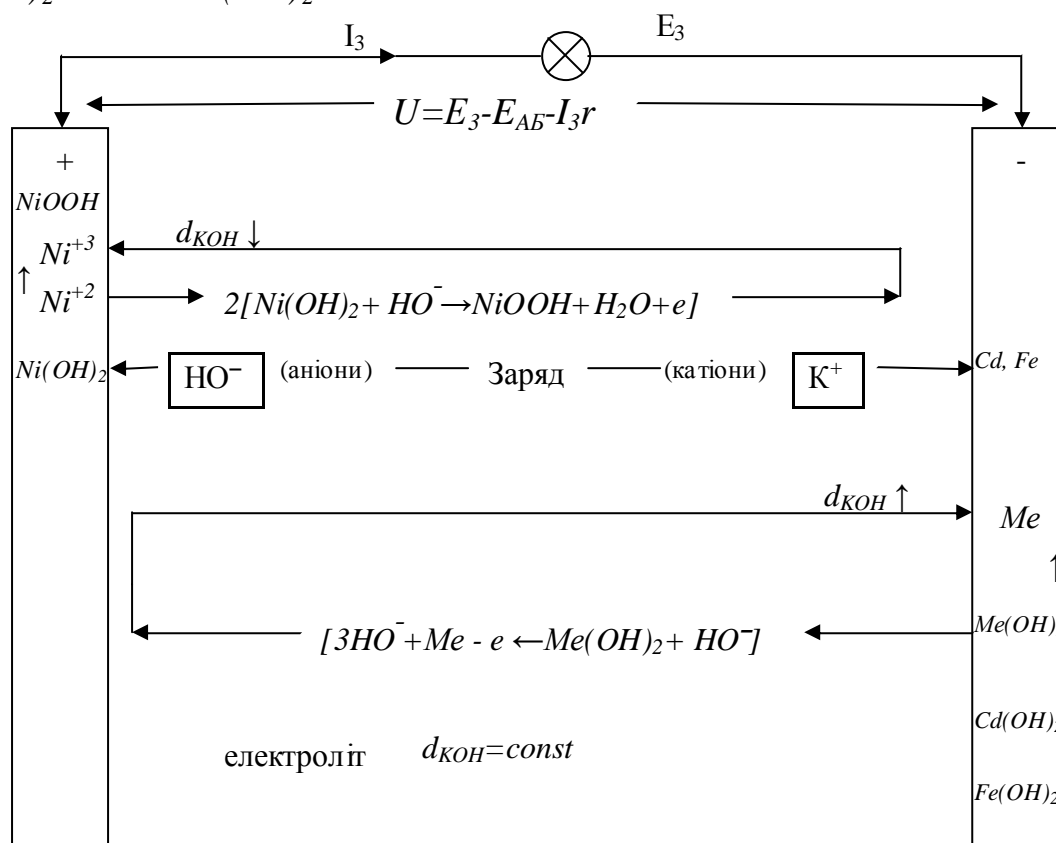 I₃ E₃
U=E₃-E_АБ-I₃r
+ -
NiOOH
d_KOH ↓
Ni⁺³
↑
Ni⁺² 2[Ni(OH)₂+ HO⁻→NiOOH+H₂O+e]
Ni(OH)₂ HO⁻ (аніони) Заряд (катіони) K⁺ Cd, Fe
d_KOH ↑
Me
↑
[3HO⁻+Me - e ←Me(OH)₂+ HO⁻] Me(OH)
Cd(OH)₂
електроліт d_KOH=const
Fe(OH)₂